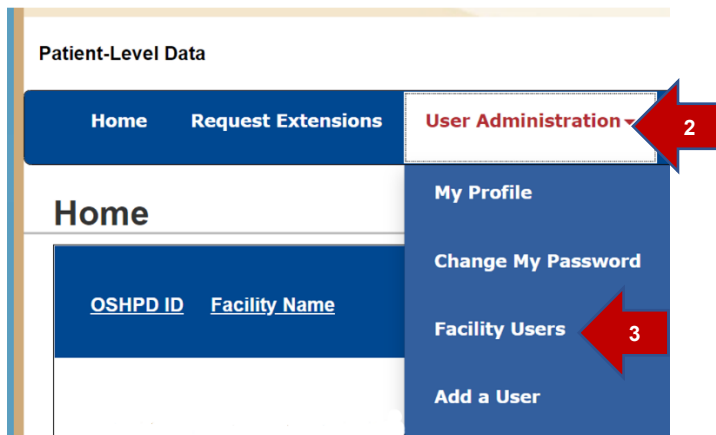 Patient-Level Data
Home Request Extensions User Administration
2
My Profile
Home
Change My Password
OSHPD ID Facility Name
Facility Users
3
Add a User